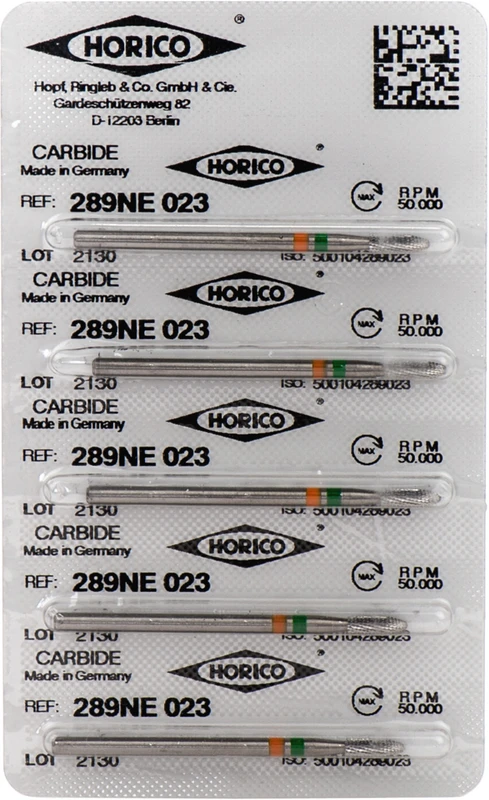 HORICO ®
Hopf, Ringleb & Co. GmbH & Cie.
Gardeschützenweg 82
D-12203 Berlin
CARBIDE
Made in Germany
HORICO ®
REF: 289NE 023
MAX
RPM
50.000
LOT 2130
ISO: 500104289023
CARBIDE
Made in Germany
HORICO ®
REF: 289NE 023
MAX
RPM
50.000
LOT 2130
ISO: 500104289023
CARBIDE
Made in Germany
HORICO ®
REF: 289NE 023
MAX
RPM
50.000
LOT 2130
ISO: 500104289023
CARBIDE
Made in Germany
HORICO ®
REF: 289NE 023
MAX
RPM
50.000
LOT 2130
ISO: 500104289023
CARBIDE
Made in Germany
HORICO ®
REF: 289NE 023
MAX
RPM
50.000
LOT 2130
ISO: 500104289023